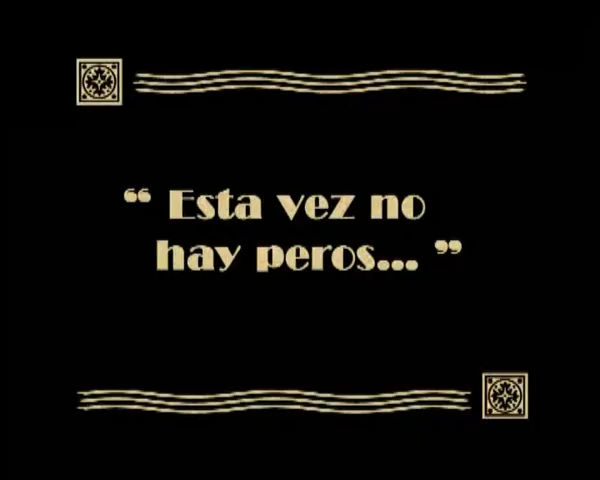 “ Esta vez no
hay peros... ”